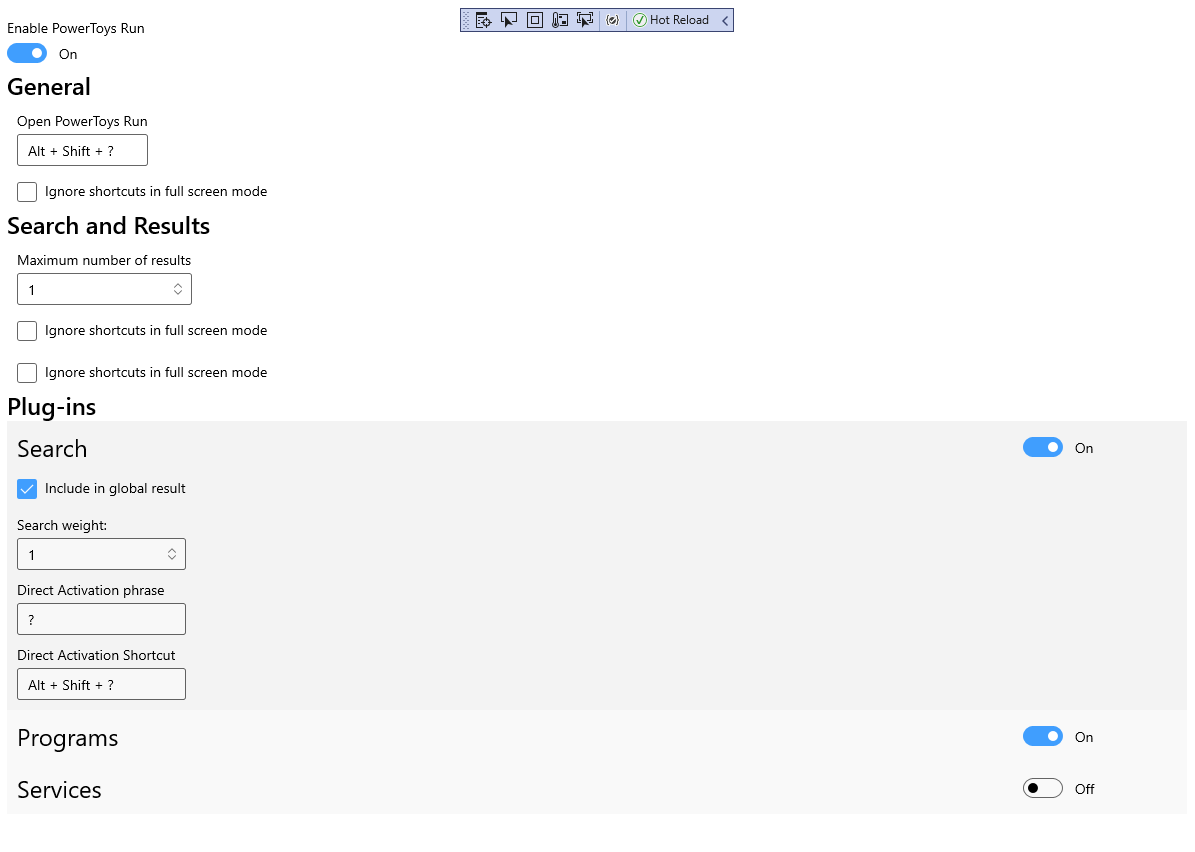 Hot Reload
Enable PowerToys Run
On
General
Open PowerToys Run
Alt + Shift + ?
Ignore shortcuts in full screen mode
Search and Results
Maximum number of results
1
Ignore shortcuts in full screen mode
Ignore shortcuts in full screen mode
Plug-ins
Search On
Include in global result
Search weight:
1
Direct Activation phrase
?
Direct Activation Shortcut
Alt + Shift + ?
Programs On
Services Off